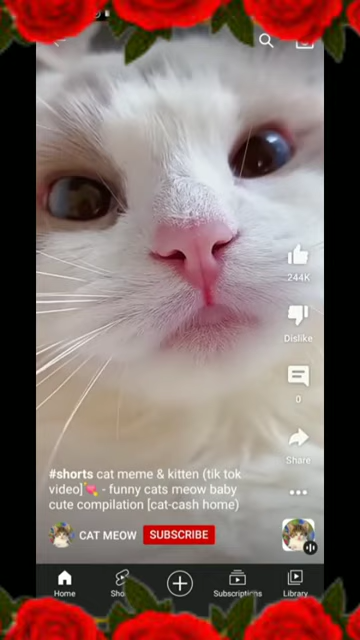 244K
Dislike
0
Share
#shorts cat meme & kitten (tik tok
video]💘 - funny cats meow baby
cute compilation [cat-cash home)
CAT MEOW SUBSCRIBE
Home Sho Subscriptions Library